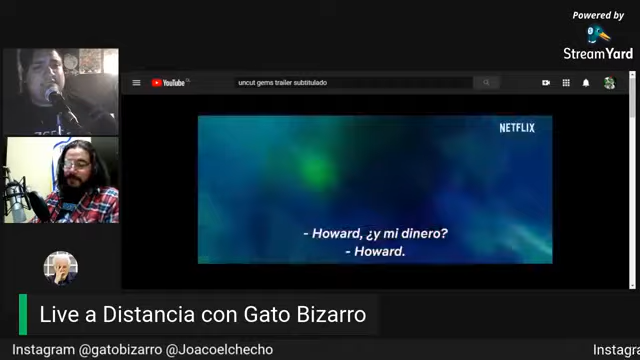 Powered by
StreamYard
YouTube
uncut gems trailer subtitulado
NETFLIX
- Howard, ¿y mi dinero?
- Howard.
Live a Distancia con Gato Bizarro
Instagram @gatobizarro @Joacoelchecho
Instagra